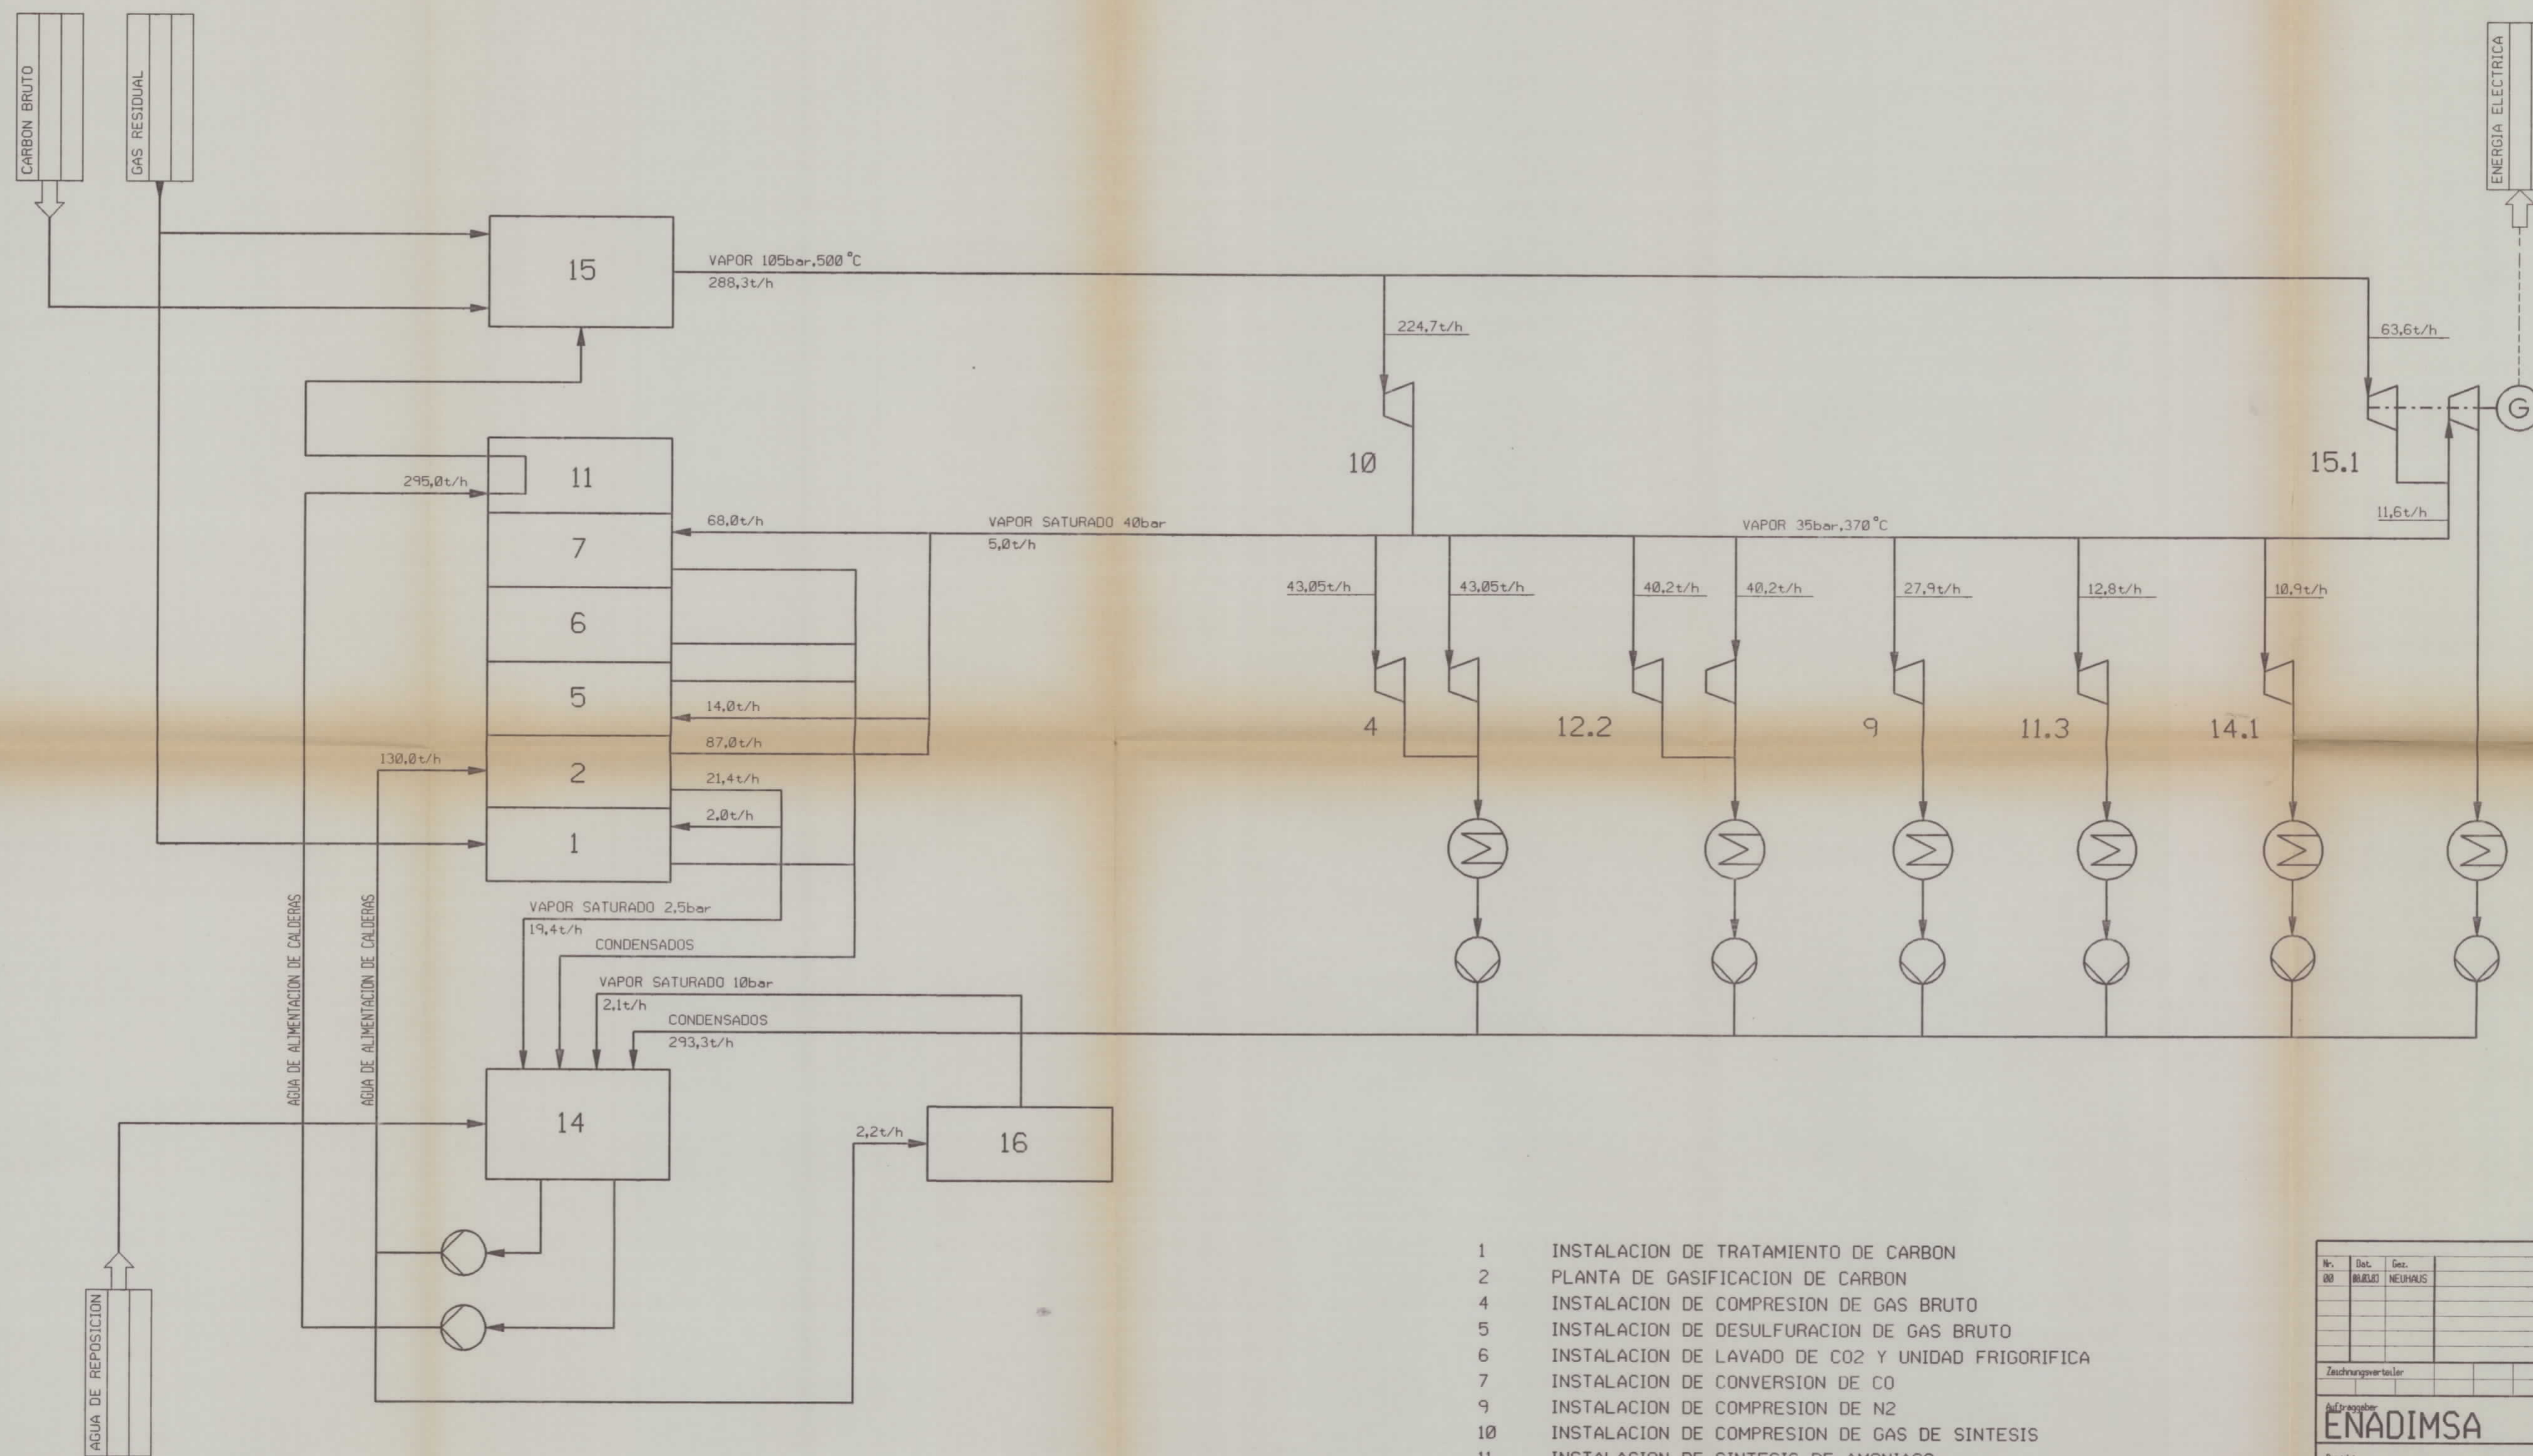 CARBON BRUTO
GAS RESIDUAL
ENERGIA ELECTRICA
15
VAPOR 105bar,500°C
288,3t/h
224,7t/h
63,6t/h
G
10
15.1
11,6t/h
295,0t/h
11
68,0t/h
VAPOR SATURADO 40bar
5,0t/h
VAPOR 35bar,370°C
7
43,05t/h
43,05t/h
40,2t/h
40,2t/h
27,9t/h
12,8t/h
10,9t/h
6
5
14,0t/h
4
12.2
9
11.3
14.1
87,0t/h
130,0t/h
2
21,4t/h
2,0t/h
1
AGUA DE ALIMENTACION DE CALDERAS
AGUA DE ALIMENTACION DE CALDERAS
VAPOR SATURADO 2,5bar
19,4t/h
CONDENSADOS
VAPOR SATURADO 10bar
2,1t/h
CONDENSADOS
293,3t/h
14
2,2t/h
16
AGUA DE REPOSICION
1 INSTALACION DE TRATAMIENTO DE CARBON
2 PLANTA DE GASIFICACION DE CARBON
4 INSTALACION DE COMPRESION DE GAS BRUTO
5 INSTALACION DE DESULFURACION DE GAS BRUTO
6 INSTALACION DE LAVADO DE CO2 Y UNIDAD FRIGORIFICA
7 INSTALACION DE CONVERSION DE CO
9 INSTALACION DE COMPRESION DE N2
10 INSTALACION DE COMPRESION DE GAS DE SINTESIS
11 INSTALACION DE SINTESIS DE AMONIACO
Nr. Dat. Gez.
00 NEUHAUS
Zeichnungsverteiler
Auftraggeber
ENADIMSA